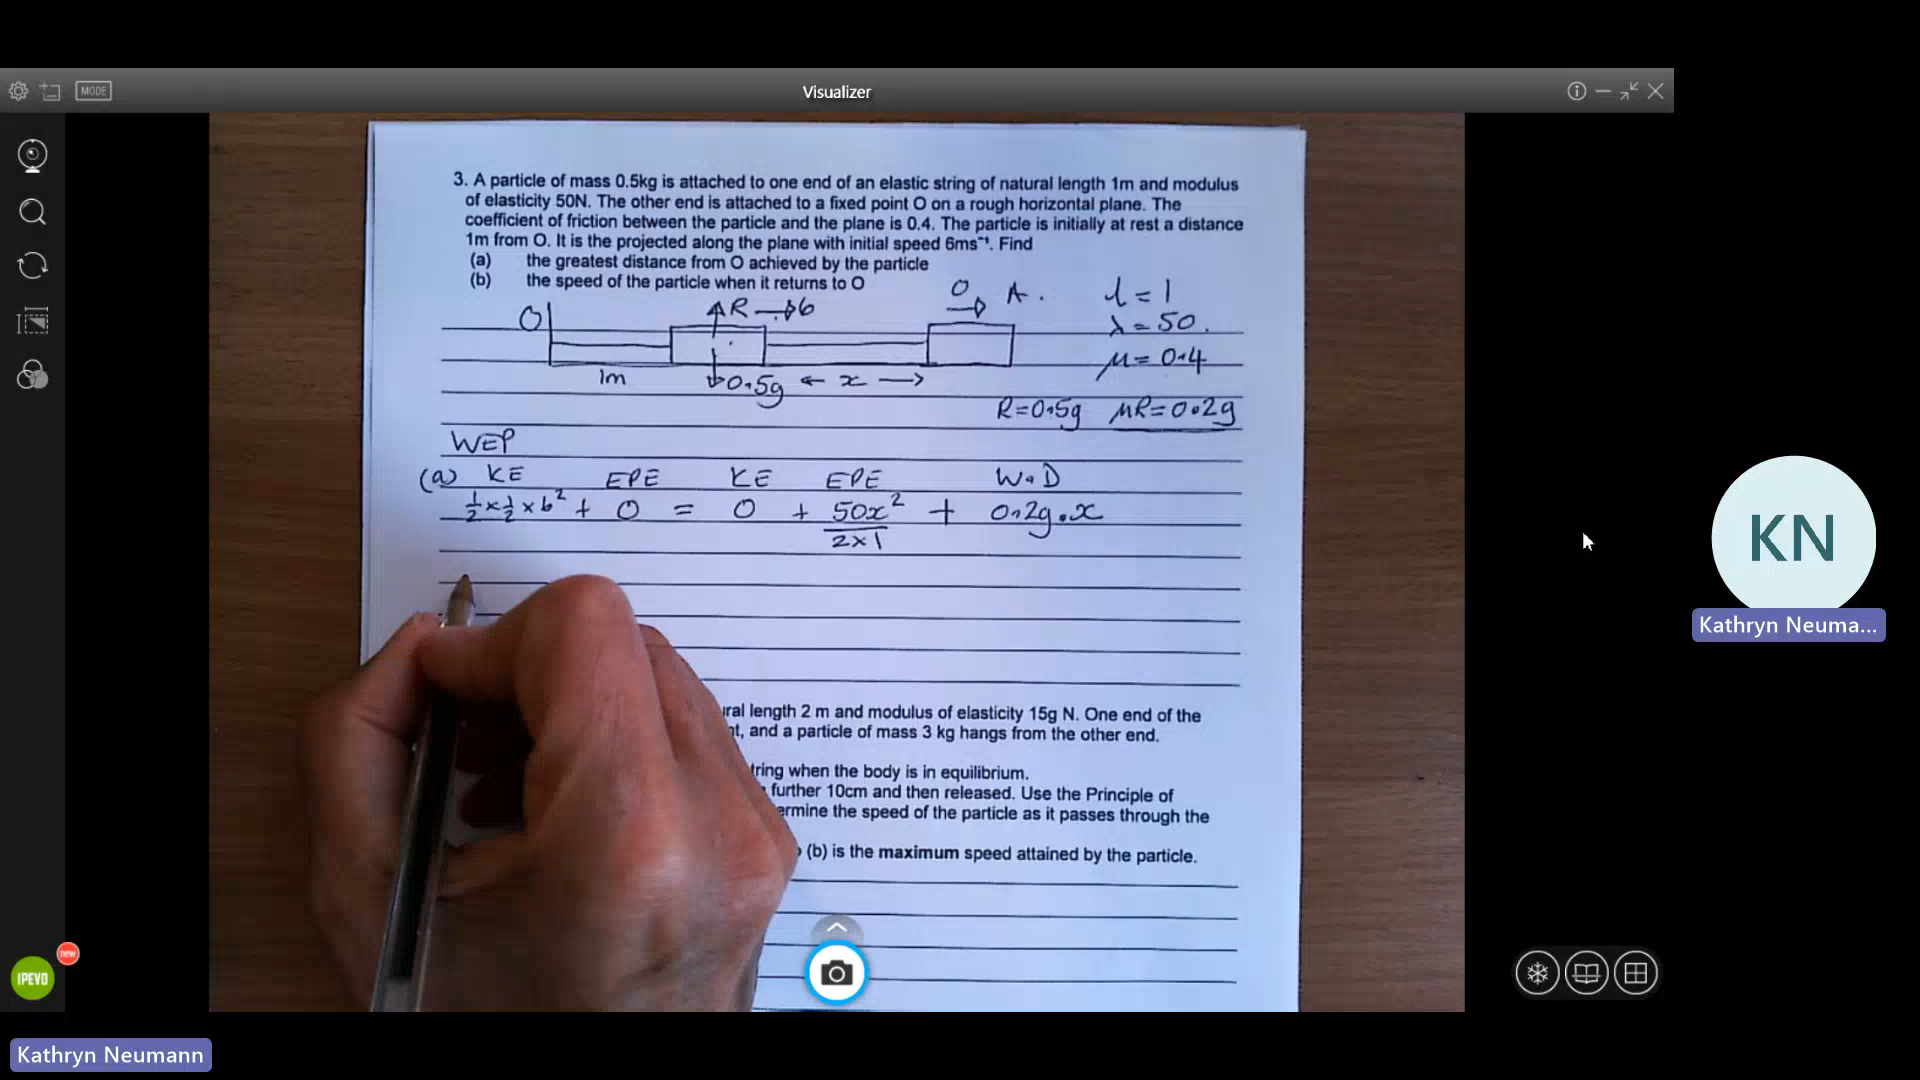 Visualizer
MODE
3. A particle of mass 0.5kg is attached to one end of an elastic string of natural length 1m and modulus
of elasticity 50N. The other end is attached to a fixed point O on a rough horizontal plane. The
coefficient of friction between the particle and the plane is 0.4. The particle is initially at rest a distance
1m from O. It is the projected along the plane with initial speed 6ms⁻¹. Find
(a) the greatest distance from O achieved by the particle
(b) the speed of the particle when it returns to O
O R → 6 O A. l = 1
λ = 50.
1m 0.5g ← x → μ = 0.4
R = 0.5g μR = 0.2g
WEP
(a) KE EPE KE EPE W.D
½ × ½ × 6² + 0 = 0 + 50x²/2×1 + 0.2g.x
ral length 2 m and modulus of elasticity 15g N. One end of the
nt, and a particle of mass 3 kg hangs from the other end.
tring when the body is in equilibrium.
further 10cm and then released. Use the Principle of
ermine the speed of the particle as it passes through the
(b) is the maximum speed attained by the particle.
KN
Kathryn Neuma...
new
IPEVO
Kathryn Neumann